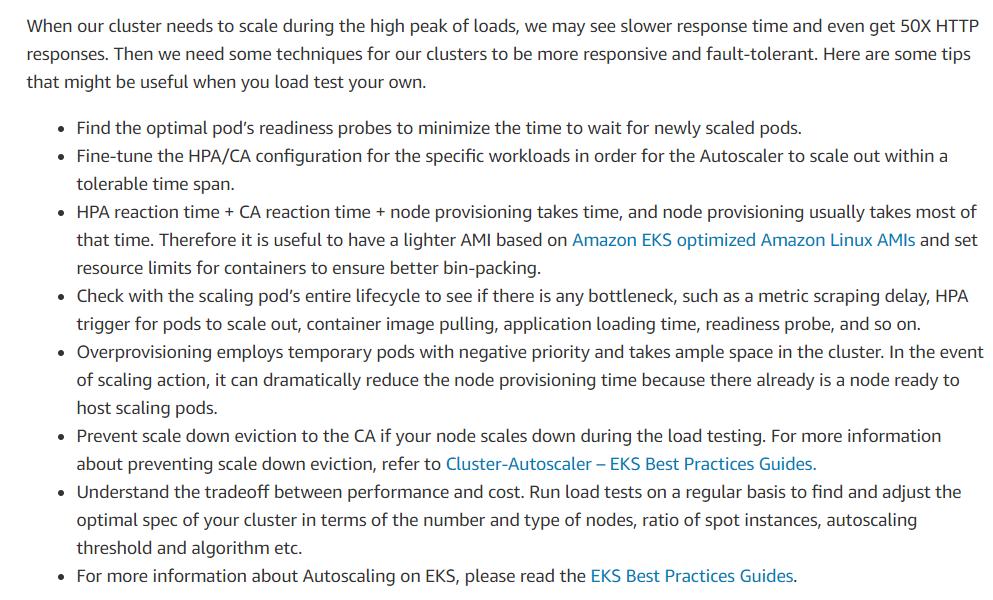 When our cluster needs to scale during the high peak of loads, we may see slower response time and even get 50X HTTP
responses. Then we need some techniques for our clusters to be more responsive and fault-tolerant. Here are some tips
that might be useful when you load test your own.
• Find the optimal pod’s readiness probes to minimize the time to wait for newly scaled pods.
• Fine-tune the HPA/CA configuration for the specific workloads in order for the Autoscaler to scale out within a
tolerable time span.
• HPA reaction time + CA reaction time + node provisioning takes time, and node provisioning usually takes most of
that time. Therefore it is useful to have a lighter AMI based on Amazon EKS optimized Amazon Linux AMIs and set
resource limits for containers to ensure better bin-packing.
• Check with the scaling pod’s entire lifecycle to see if there is any bottleneck, such as a metric scraping delay, HPA
trigger for pods to scale out, container image pulling, application loading time, readiness probe, and so on.
• Overprovisioning employs temporary pods with negative priority and takes ample space in the cluster. In the event
of scaling action, it can dramatically reduce the node provisioning time because there already is a node ready to
host scaling pods.
• Prevent scale down eviction to the CA if your node scales down during the load testing. For more information
about preventing scale down eviction, refer to Cluster-Autoscaler – EKS Best Practices Guides.
• Understand the tradeoff between performance and cost. Run load tests on a regular basis to find and adjust the
optimal spec of your cluster in terms of the number and type of nodes, ratio of spot instances, autoscaling
threshold and algorithm etc.
• For more information about Autoscaling on EKS, please read the EKS Best Practices Guides.